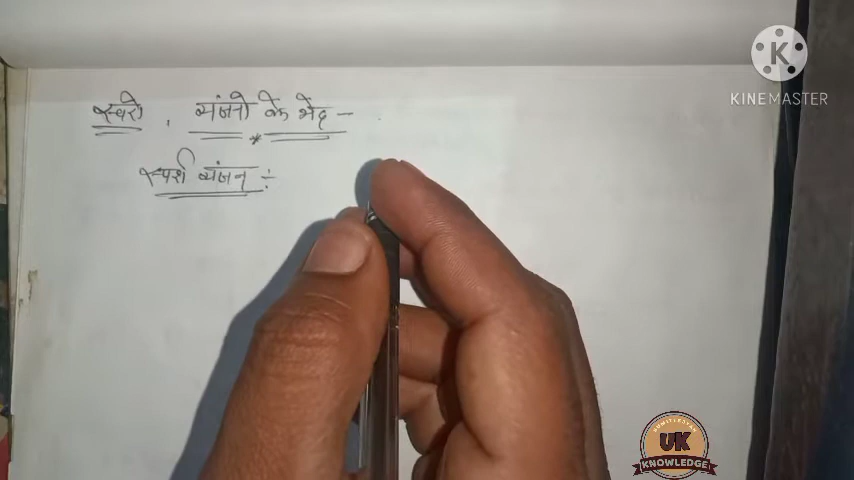 स्वरो , व्यंजनो के भेद -
स्पर्श व्यंजन ÷
KINEMASTER
UK
KNOWLEDGE